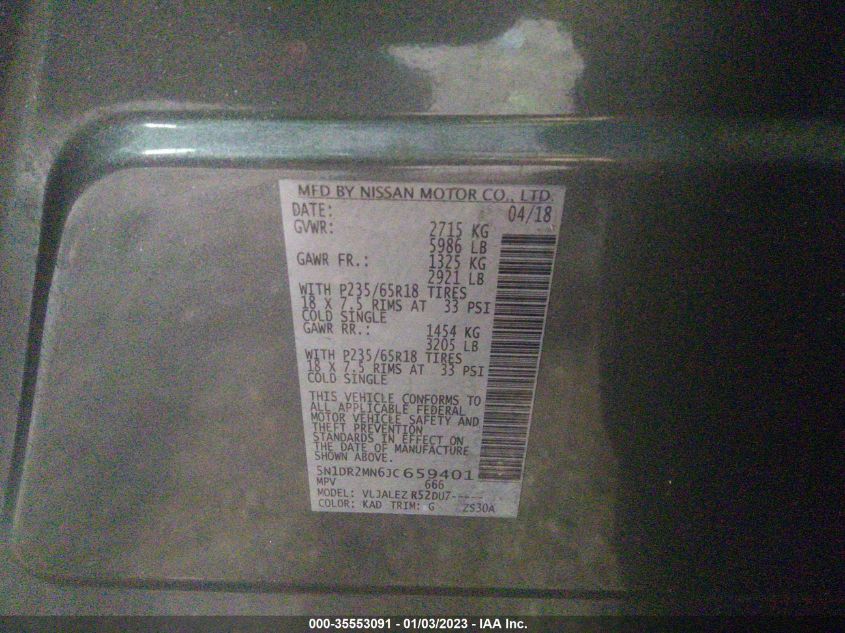 MFD BY NISSAN MOTOR CO., LTD.
DATE: 04/18
GVWR: 2715 KG
5986 LB
GAWR FR.: 1325 KG
2921 LB
WITH P235/65R18 TIRES
18 X 7.5 RIMS AT 33 PSI
COLD SINGLE
GAWR RR.: 1454 KG
3205 LB
WITH P235/65R18 TIRES
18 X 7.5 RIMS AT 33 PSI
COLD SINGLE
THIS VEHICLE CONFORMS TO
ALL APPLICABLE FEDERAL
MOTOR VEHICLE SAFETY AND
THEFT PREVENTION
STANDARDS IN EFFECT ON
THE DATE OF MANUFACTURE
SHOWN ABOVE.
5N1DR2MN6JC659401
MPV 666
MODEL: VLJALEZ R52DU7-----
COLOR: KAD TRIM: G ZS30A
000-35553091 - 01/03/2023 - IAA Inc.